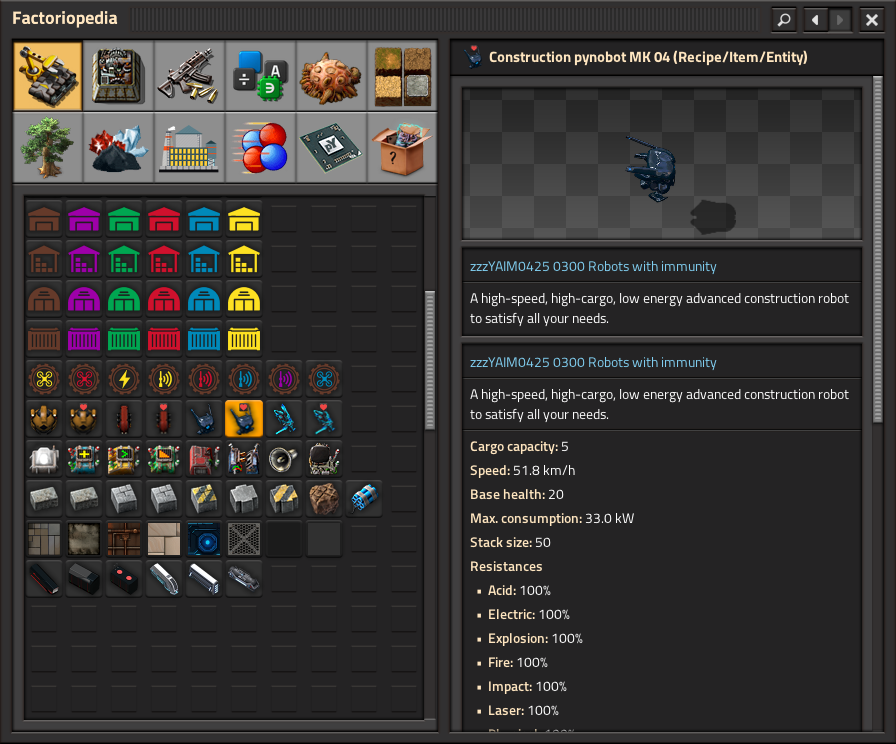 Factoriopedia
Construction pynobot MK 04 (Recipe/Item/Entity)
zzzYAIM0425 0300 Robots with immunity
A high-speed, high-cargo, low energy advanced construction robot
to satisfy all your needs.
zzzYAIM0425 0300 Robots with immunity
A high-speed, high-cargo, low energy advanced construction robot
to satisfy all your needs.
Cargo capacity: 5
Speed: 51.8 km/h
Base health: 20
Max. consumption: 33.0 kW
Stack size: 50
Resistances
▪ Acid: 100%
▪ Electric: 100%
▪ Explosion: 100%
▪ Fire: 100%
▪ Impact: 100%
▪ Laser: 100%